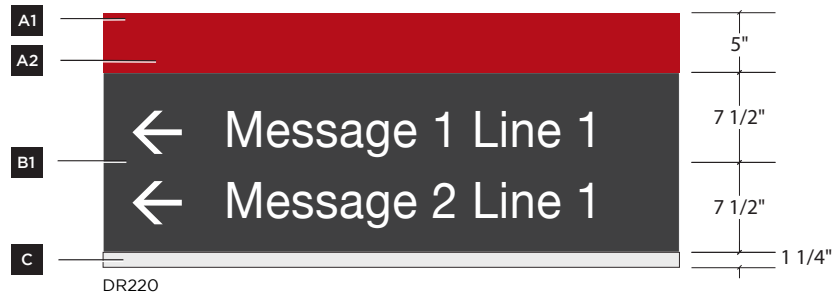 A1
A2
B1
C
← Message 1 Line 1
← Message 2 Line 1
DR220
5"
7 1/2"
7 1/2"
1 1/4"